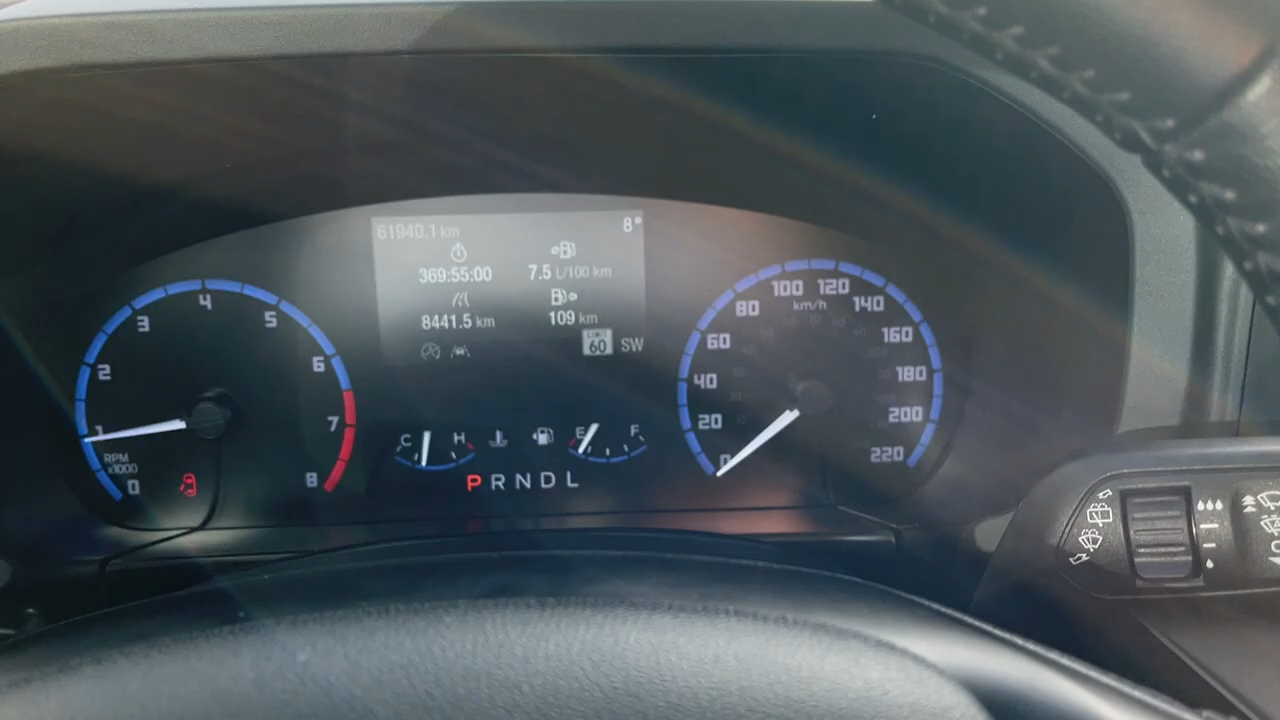 61940.1 km 8°
369:55:00 7.5 L/100 km
8441.5 km 109 km
LIMIT 60 SW
0 1 2 3 4 5 6 7 8
RPM x1000
C H
E F
P R N D L
0 20 40 60 80 100 120 140 160 180 200 220
km/h